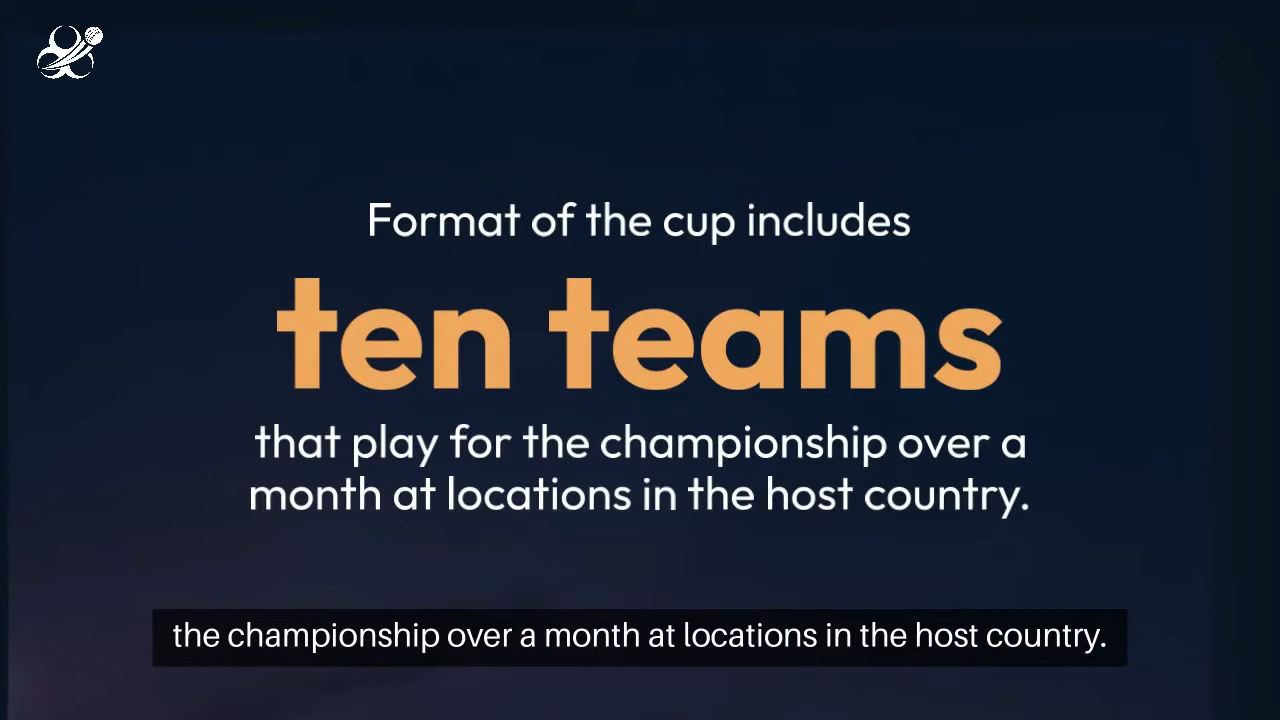 Format of the cup includes
ten teams
that play for the championship over a
month at locations in the host country.
the championship over a month at locations in the host country.